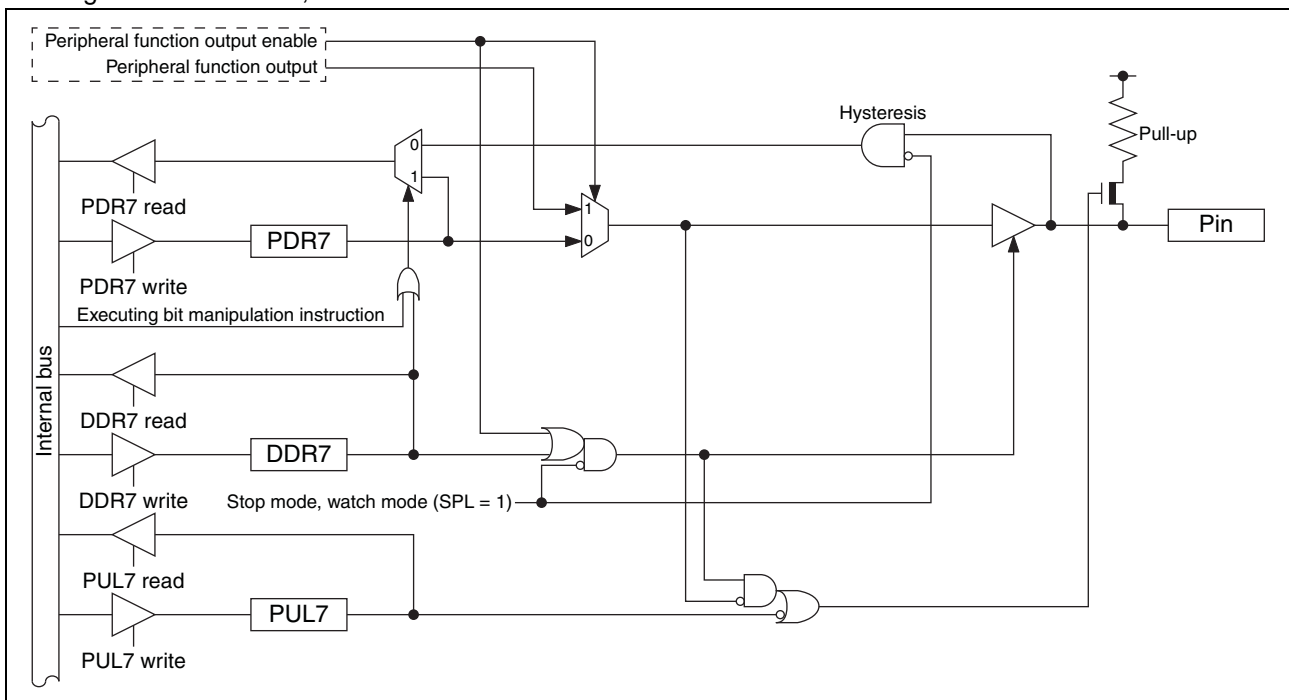 Peripheral function output enable
Peripheral function output
Hysteresis
Pull-up
0
1
PDR7 read
1
PDR7
0
Pin
PDR7 write
Executing bit manipulation instruction
Internal bus
DDR7 read
DDR7
DDR7 write
Stop mode, watch mode (SPL = 1)
PUL7 read
PUL7
PUL7 write